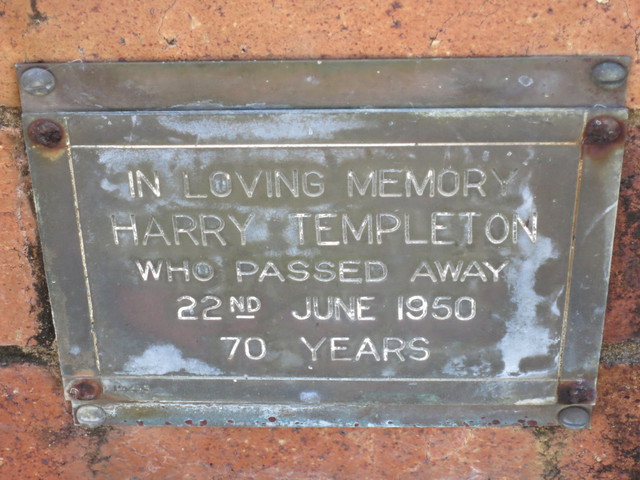 IN LOVING MEMORY
HARRY TEMPLETON
WHO PASSED AWAY
22ND JUNE 1950
70 YEARS